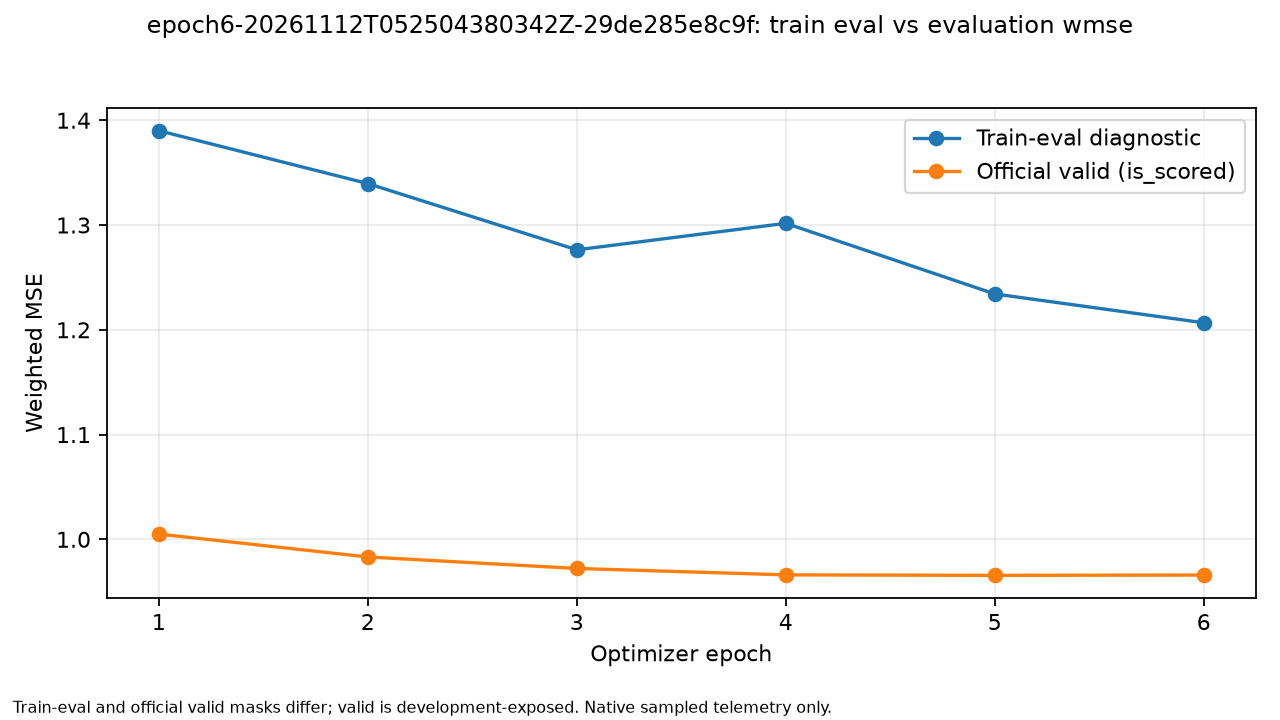 epoch6-20261112T052504380342Z-29de285e8c9f: train eval vs evaluation wmse
1.4
1.3
1.2
1.1
1.0
Weighted MSE
Train-eval diagnostic
Official valid (is_scored)
1 2 3 4 5 6
Optimizer epoch
Train-eval and official valid masks differ; valid is development-exposed. Native sampled telemetry only.